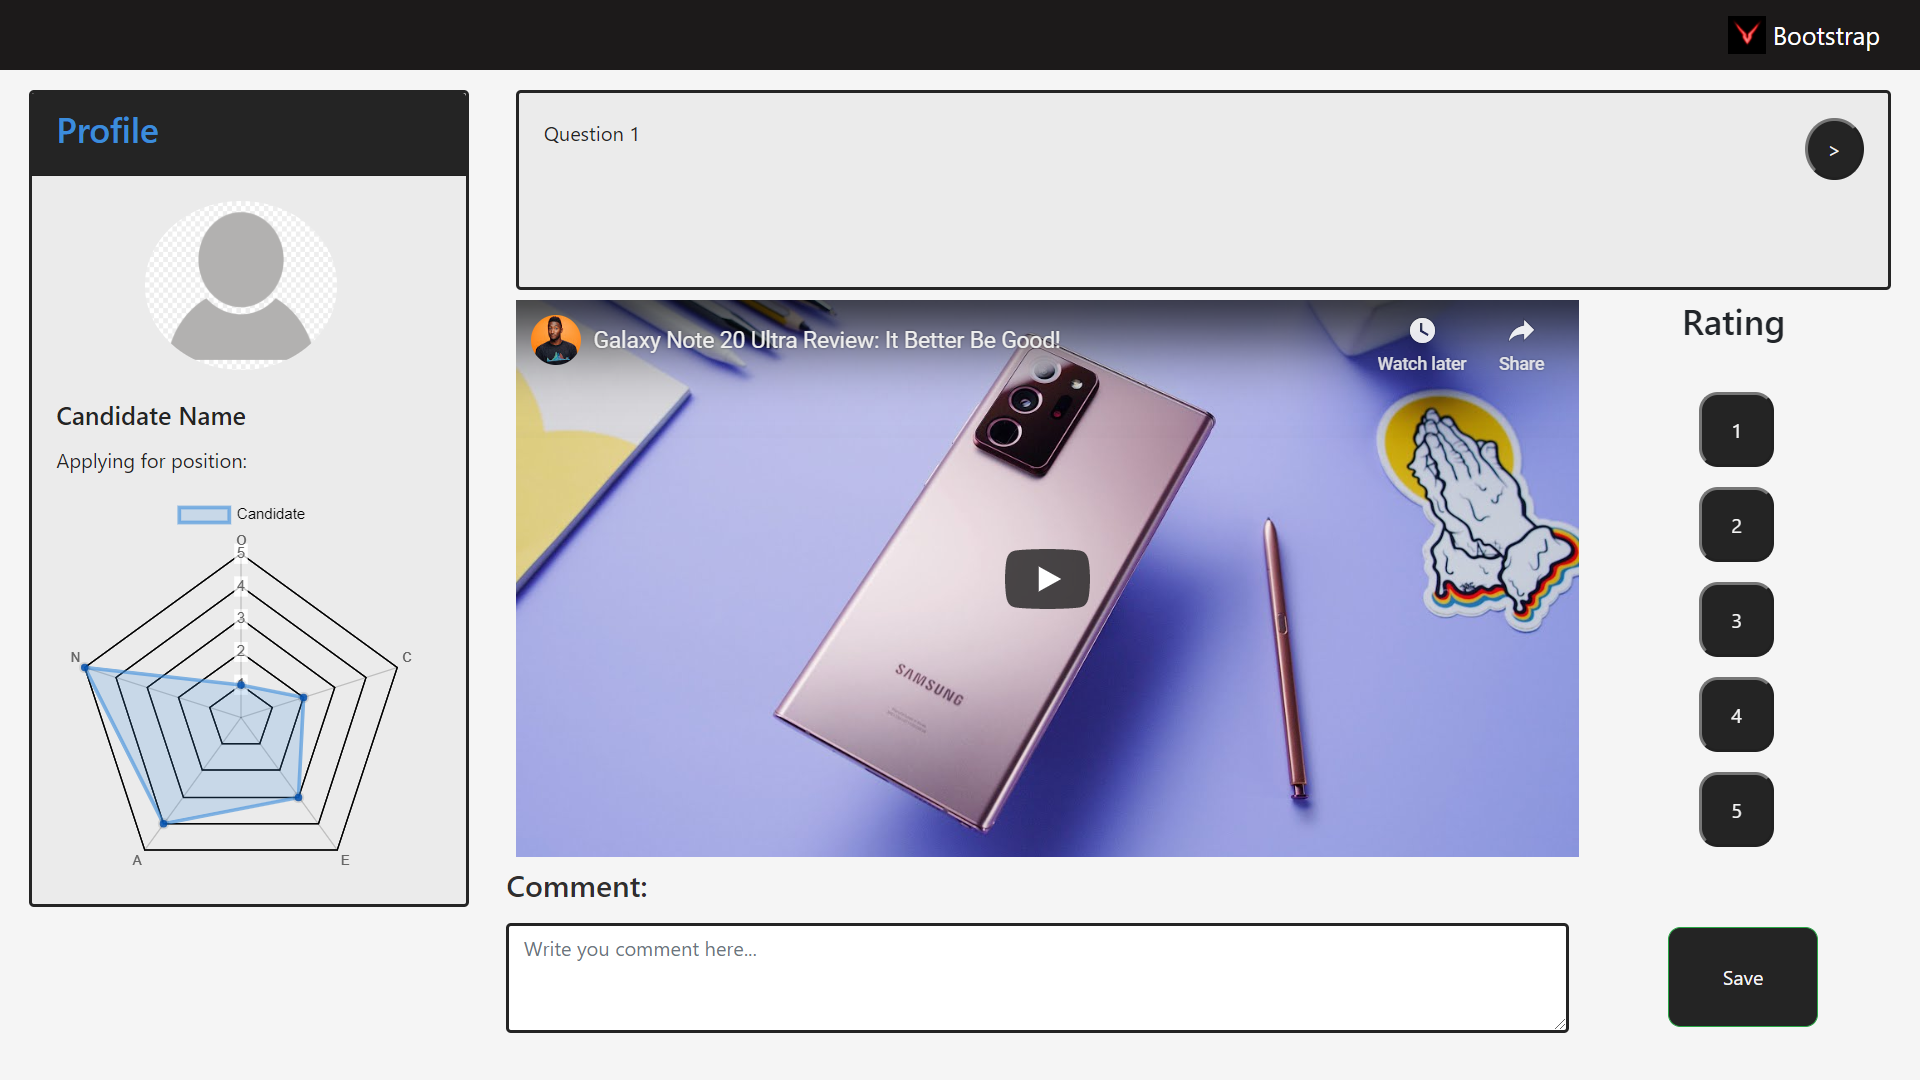 Bootstrap
Profile
Candidate Name
Applying for position:
Candidate
O
5
4
3
2
N
C
A
E
Question 1
>
Galaxy Note 20 Ultra Review: It Better Be Good!
Watch later
Share
SAMSUNG
Rating
1
2
3
4
5
Comment:
Write you comment here...
Save